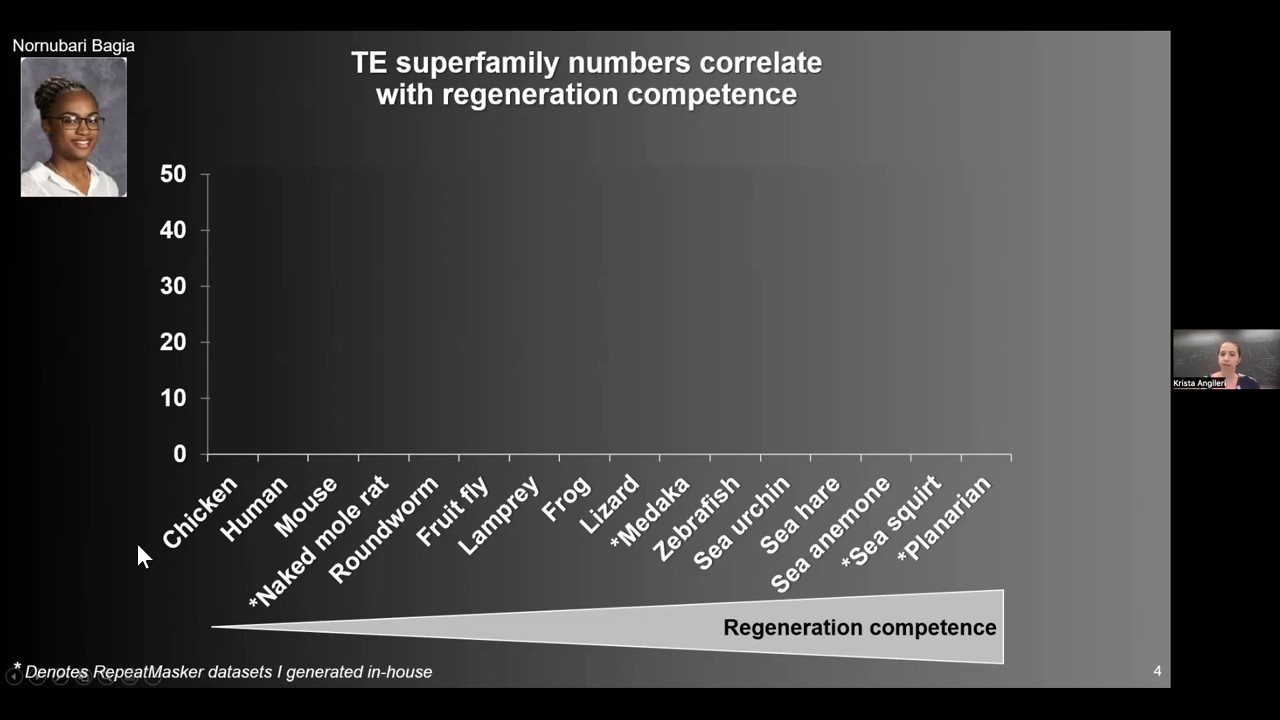 Nornubari Bagia
TE superfamily numbers correlate
with regeneration competence
50
40
30
20
10
0
Chicken
Human
Mouse
*Naked mole rat
Roundworm
Fruit fly
Lamprey
Frog
Lizard
*Medaka
Zebrafish
Sea urchin
Sea hare
Sea anemone
*Sea squirt
*Planarian
Regeneration competence
* Denotes RepeatMasker datasets I generated in-house
4
Krista Angileri